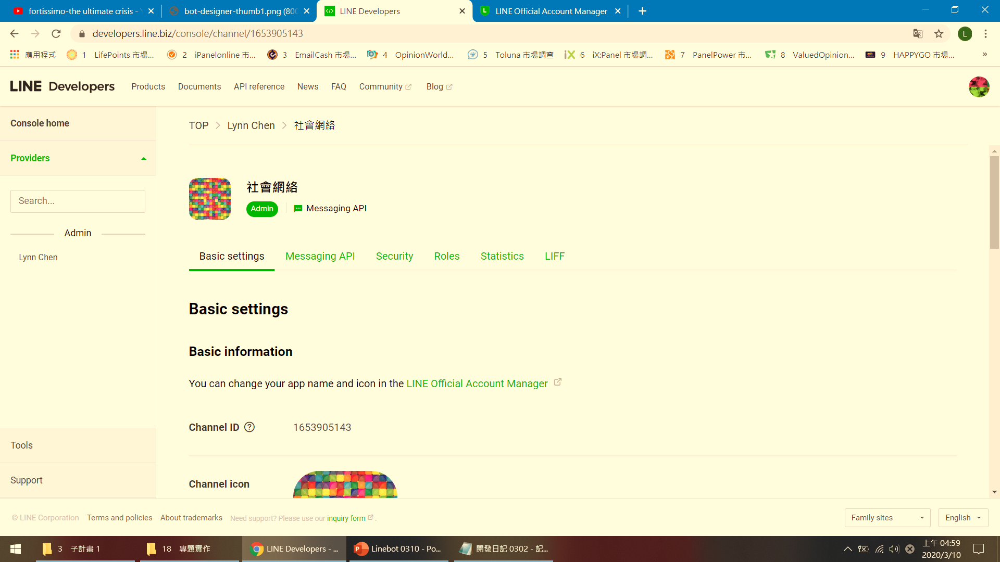 fortissimo-the ultimate crisis -
bot-designer-thumb1.png (800
LINE Developers
LINE Official Account Manager
developers.line.biz/console/channel/1653905143
應用程式
1 LifePoints 市場...
2 iPanelonline 市...
3 EmailCash 市場...
4 OpinionWorld...
5 Toluna 市場調查
6 iX:Panel 市場調...
7 PanelPower 市...
8 ValuedOpinion...
9 HAPPYGO 市場...
»
L
LINE Developers
Products
Documents
API reference
News
FAQ
Community
Blog
Console home
Providers
Search...
Admin
Lynn Chen
Tools
Support
TOP > Lynn Chen > 社會網絡
社會網絡
Admin
Messaging API
Basic settings
Messaging API
Security
Roles
Statistics
LIFF
Basic settings
Basic information
You can change your app name and icon in the LINE Official Account Manager
Channel ID ?
1653905143
Channel icon
© LINE Corporation
Terms and policies
About trademarks
Need support? Please use our inquiry form .
Family sites
English
3 子計畫 1
18 專題實作
LINE Developers - ...
Linebot 0310 - Po...
開發日記 0302 - 記...
上午 04:59
2020/3/10